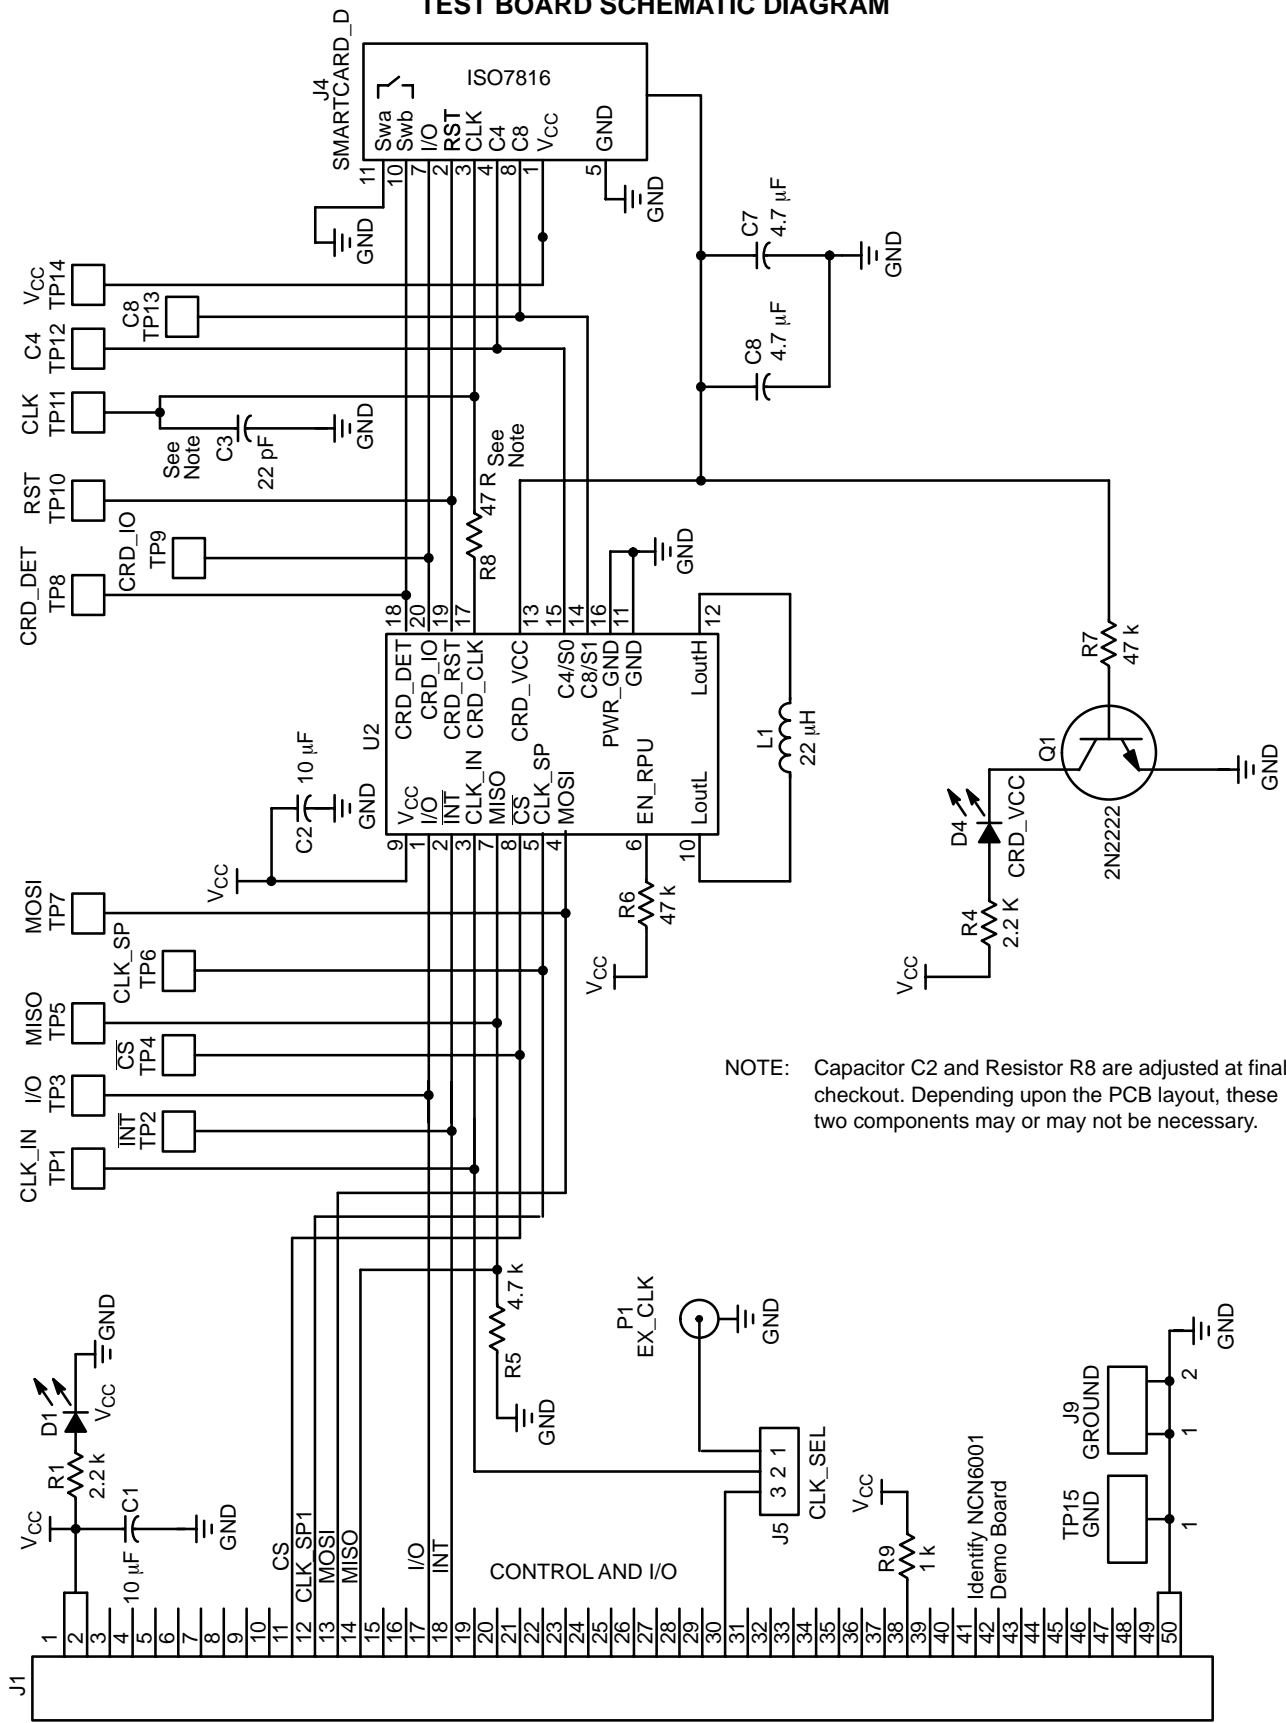 TEST BOARD SCHEMATIC DIAGRAM
J4
SMARTCARD_D
ISO7816
Swa
Swb
I/O
RST
CLK
C4
C8
VCC
GND
11
10
7
2
3
4
8
1
5
GND
GND
VCC
TP14
C8
TP13
C4
TP12
CLK
TP11
RST
TP10
CRD_IO
TP9
CRD_DET
TP8
See
Note
C3
22 pF
GND
R8
47 R
See
Note
C7
4.7 µF
C8
4.7 µF
GND
U2
18
20
19
17
13
15
14
16
11
12
CRD_DET
CRD_IO
CRD_RST
CRD_CLK
CRD_VCC
C4/S0
C8/S1
PWR_GND
GND
LoutH
VCC
I/O
INT
CLK_IN
MISO
CS
CLK_SP
MOSI
EN_RPU
LoutL
9
1
2
3
7
8
5
4
6
10
GND
L1
22 µH
C2
10 µF
GND
VCC
R6
47 k
VCC
R7
47 k
Q1
2N2222
GND
D4
CRD_VCC
R4
2.2 K
VCC
MOSI
TP7
CLK_SP
TP6
MISO
TP5
CS
TP4
I/O
TP3
INT
TP2
CLK_IN
TP1
NOTE: Capacitor C2 and Resistor R8 are adjusted at final
checkout. Depending upon the PCB layout, these
two components may or may not be necessary.
R5
4.7 k
GND
P1
EX_CLK
GND
D1
VCC
GND
R1
2.2 k
VCC
C1
10 µF
GND
3 2 1
J5
CLK_SEL
VCC
R9
1 k
Identify NCN6001
Demo Board
J9
GROUND
1
2
GND
TP15
GND
1
CS
CLK_SP1
MOSI
MISO
I/O
INT
CONTROL AND I/O
J1
1
2
3
4
5
6
7
8
9
10
11
12
13
14
15
16
17
18
19
20
21
22
23
24
25
26
27
28
29
30
31
32
33
34
35
36
37
38
39
40
41
42
43
44
45
46
47
48
49
50